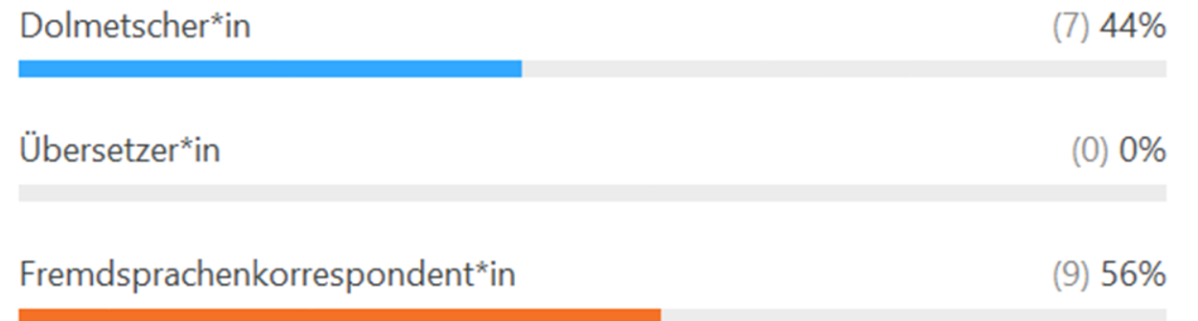 Dolmetscher*in (7) 44%
Übersetzer*in (0) 0%
Fremdsprachenkorrespondent*in (9) 56%